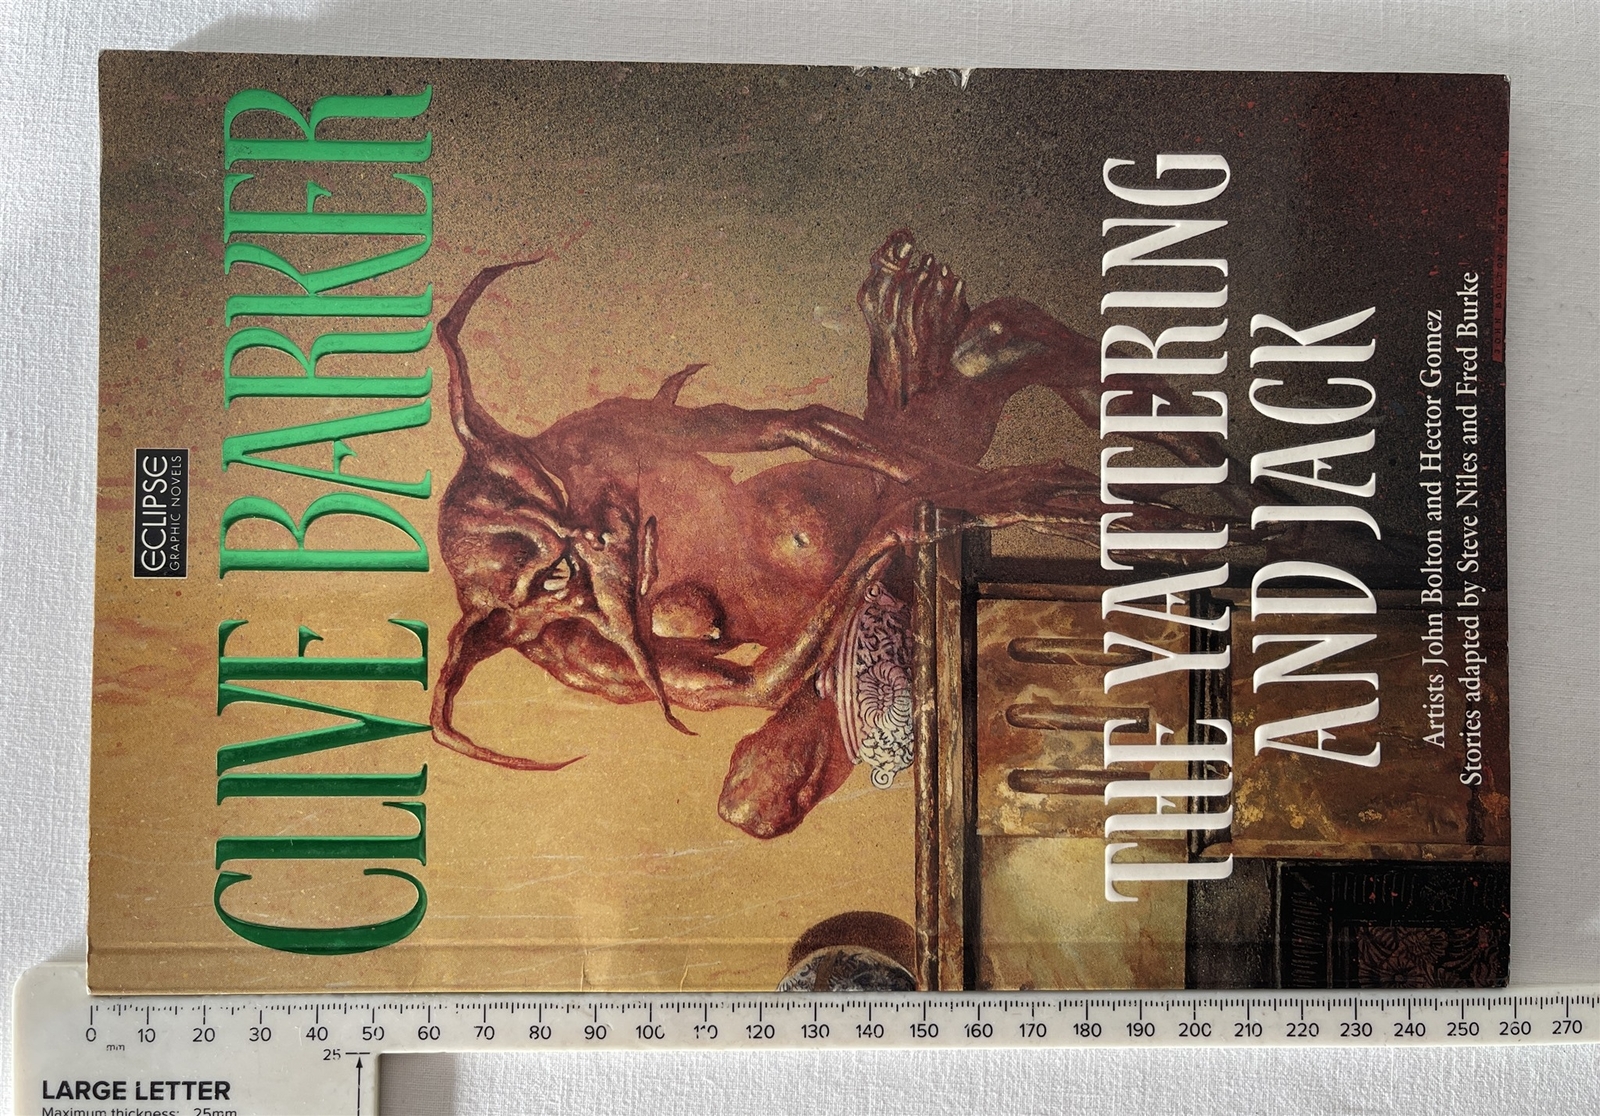 ECLIPSE
GRAPHIC NOVELS
CLIVE BARKER
THE YATTERING
AND JACK
Artists John Bolton and Hector Gomez
Stories adapted by Steve Niles and Fred Burke
0 10 20 30 40 50 60 70 80 90 100 110 120 130 140 150 160 170 180 190 200 210 220 230 240 250 260 270
mm
25
LARGE LETTER
Maximum thickness: 25mm